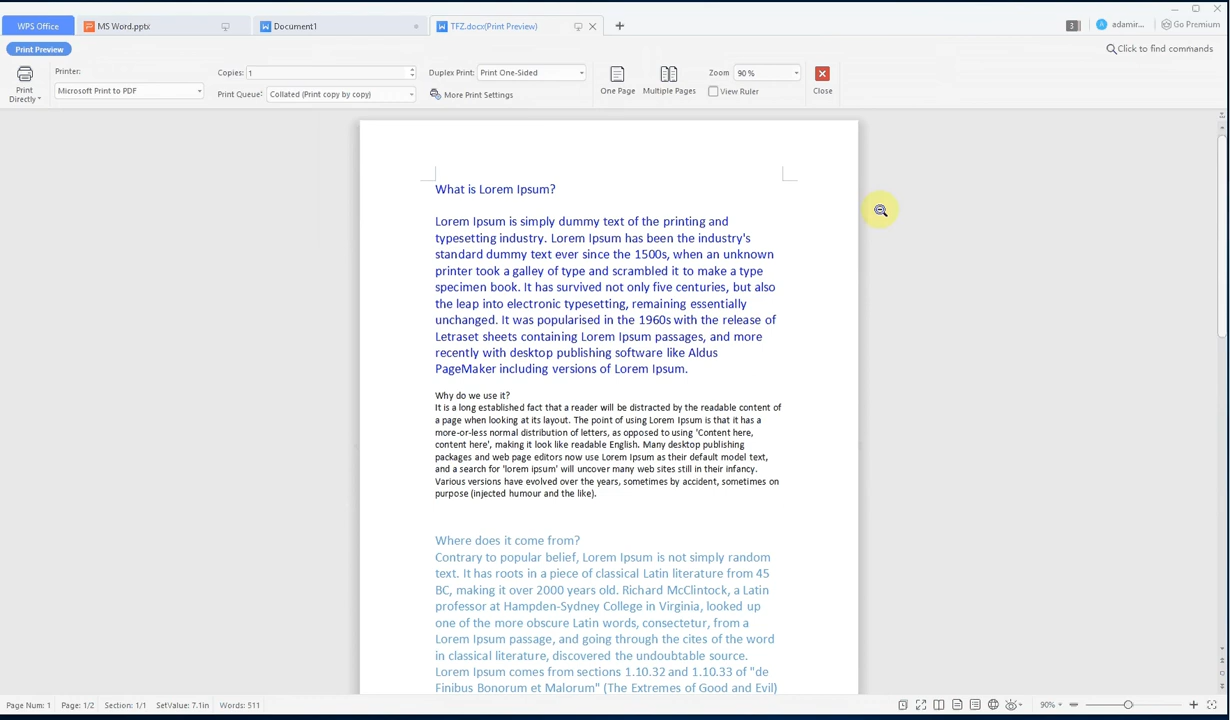 WPS Office
MS Word.pptx
Document1
TFZ.docx(Print Preview)
3
A
adamir...
Go Premium
Print Preview
Click to find commands
Print Directly
Printer:
Microsoft Print to PDF
Copies: 1
Print Queue: Collated (Print copy by copy)
Duplex Print: Print One-Sided
More Print Settings
One Page
Multiple Pages
Zoom 90 %
View Ruler
Close
What is Lorem Ipsum?
Lorem Ipsum is simply dummy text of the printing and
typesetting industry. Lorem Ipsum has been the industry's
standard dummy text ever since the 1500s, when an unknown
printer took a galley of type and scrambled it to make a type
specimen book. It has survived not only five centuries, but also
the leap into electronic typesetting, remaining essentially
unchanged. It was popularised in the 1960s with the release of
Letraset sheets containing Lorem Ipsum passages, and more
recently with desktop publishing software like Aldus
PageMaker including versions of Lorem Ipsum.
Why do we use it?
It is a long established fact that a reader will be distracted by the readable content of
a page when looking at its layout. The point of using Lorem Ipsum is that it has a
more-or-less normal distribution of letters, as opposed to using 'Content here,
content here', making it look like readable English. Many desktop publishing
packages and web page editors now use Lorem Ipsum as their default model text,
and a search for 'lorem ipsum' will uncover many web sites still in their infancy.
Various versions have evolved over the years, sometimes by accident, sometimes on
purpose (injected humour and the like).
Where does it come from?
Contrary to popular belief, Lorem Ipsum is not simply random
text. It has roots in a piece of classical Latin literature from 45
BC, making it over 2000 years old. Richard McClintock, a Latin
professor at Hampden-Sydney College in Virginia, looked up
one of the more obscure Latin words, consectetur, from a
Lorem Ipsum passage, and going through the cites of the word
in classical literature, discovered the undoubtable source.
Lorem Ipsum comes from sections 1.10.32 and 1.10.33 of "de
Finibus Bonorum et Malorum" (The Extremes of Good and Evil)
Page Num: 1 Page: 1/2 Section: 1/1 SetValue: 7.1in Words: 511
90%